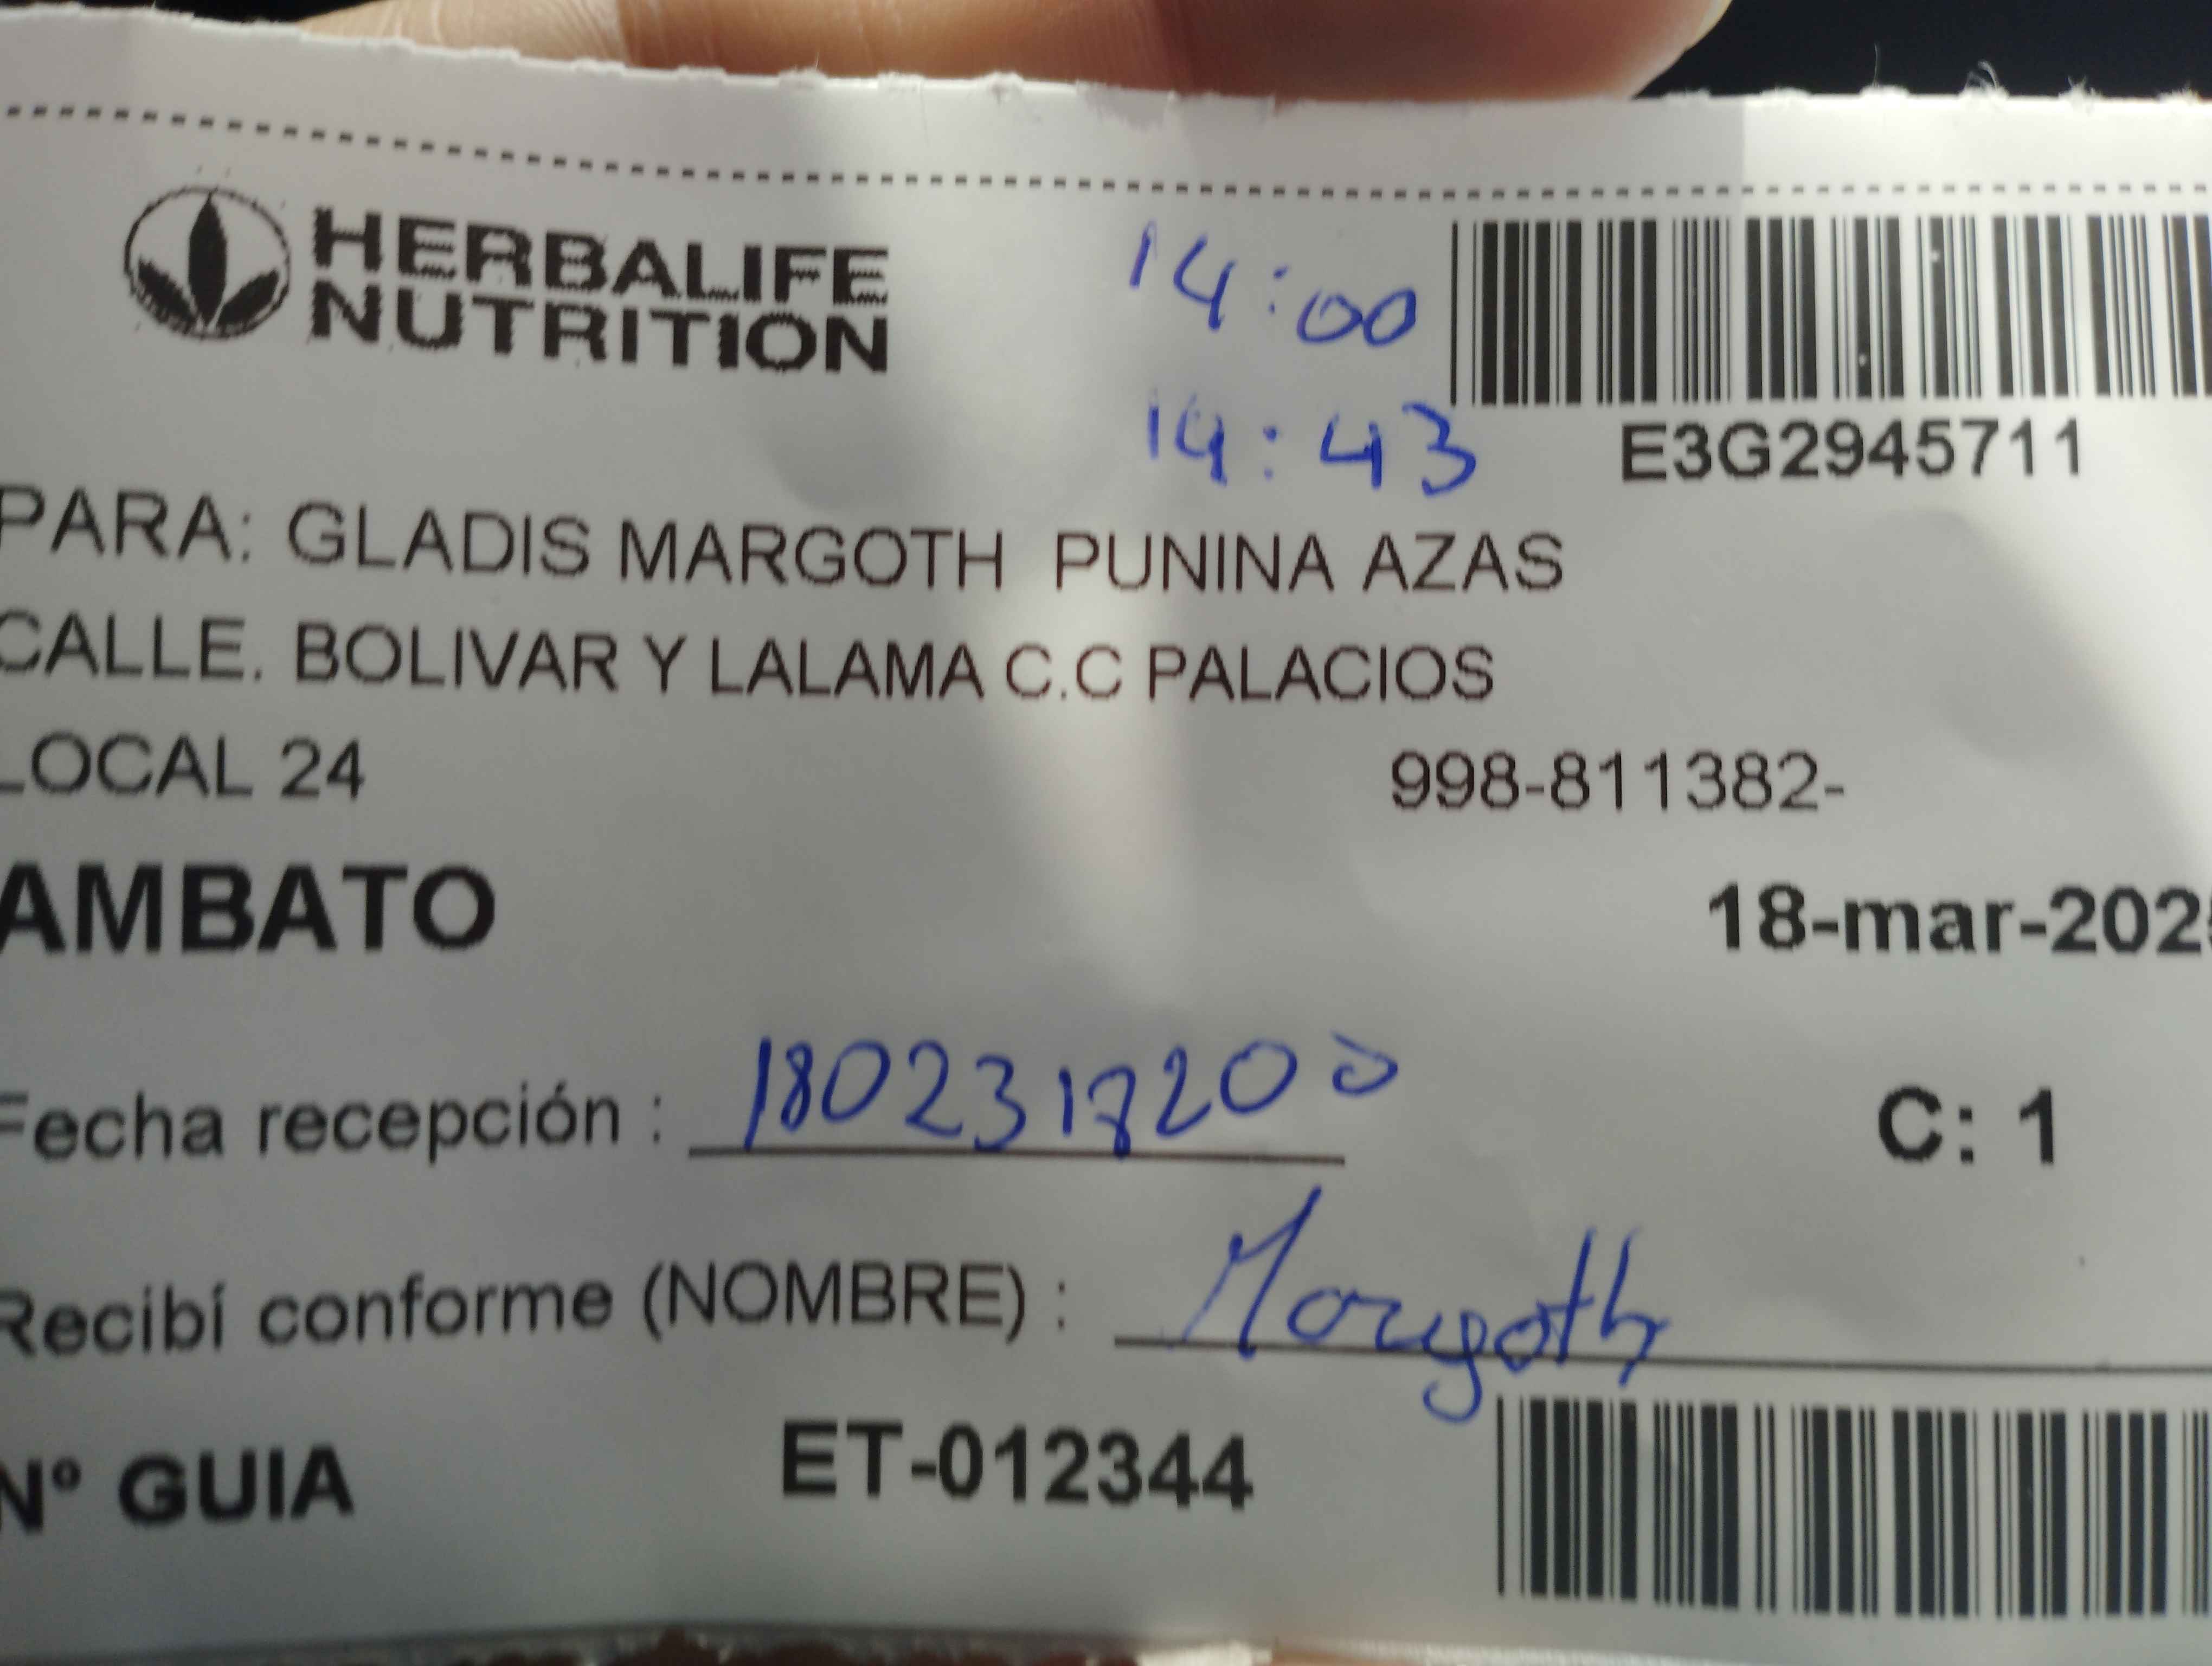 HERBALIFE
NUTRITION
14:00
14:43
E3G2945711
PARA: GLADIS MARGOTH PUNINA AZAS
CALLE. BOLIVAR Y LALAMA C.C PALACIOS
LOCAL 24
998-811382-
AMBATO
18-mar-202
Fecha recepción : 1802317200
C: 1
Recibí conforme (NOMBRE) : Margoth
Nº GUIA ET-012344